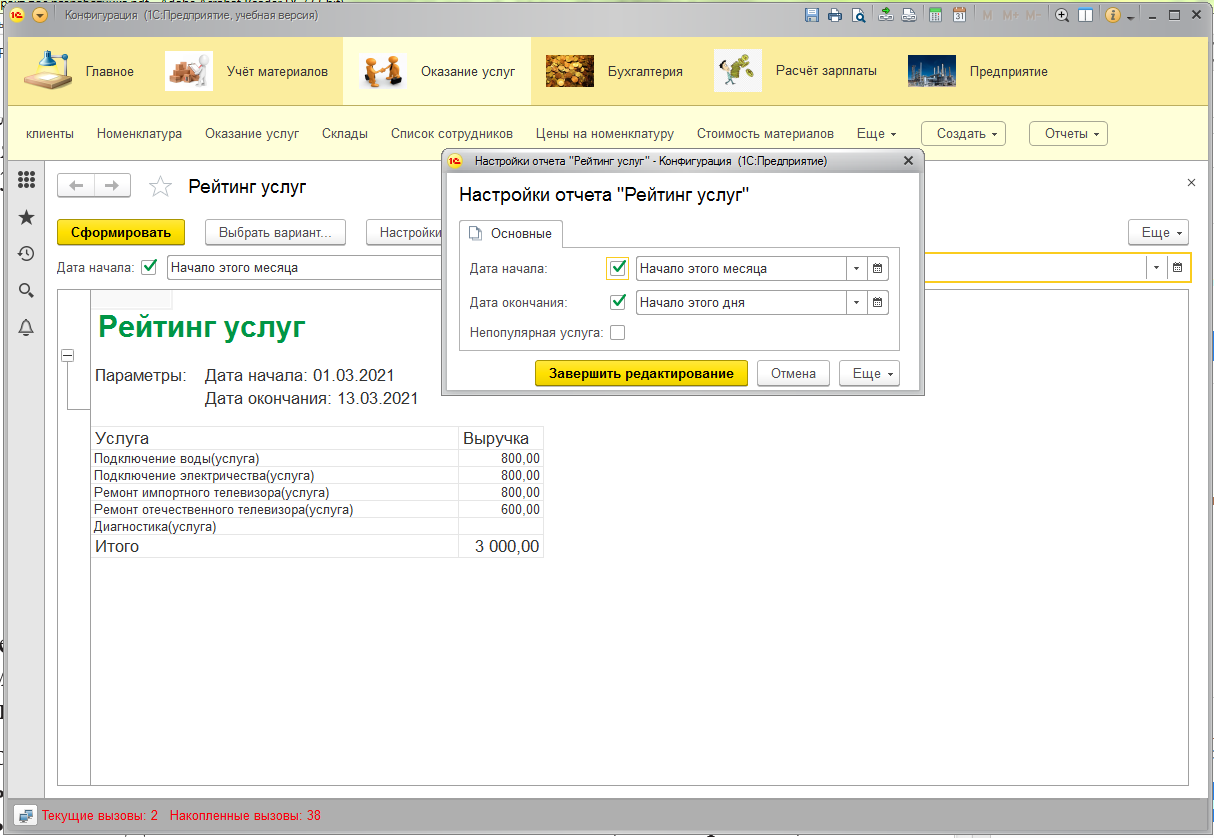 Конфигурация (1С:Предприятие, учебная версия)
M M+ M-
Главное Учёт материалов Оказание услуг Бухгалтерия Расчёт зарплаты Предприятие
клиенты Номенклатура Оказание услуг Склады Список сотрудников Цены на номенклатуру Стоимость материалов Еще Создать Отчеты
Настройки отчета "Рейтинг услуг" - Конфигурация (1С:Предприятие)
Рейтинг услуг
Настройки отчета "Рейтинг услуг"
Сформировать Выбрать вариант... Настройки Еще
Основные
Дата начала: Начало этого месяца
Дата начала: Начало этого месяца
Дата окончания: Начало этого дня
Непопулярная услуга:
Завершить редактирование Отмена Еще
Рейтинг услуг
Параметры: Дата начала: 01.03.2021
Дата окончания: 13.03.2021
Услуга Выручка
Подключение воды(услуга) 800,00
Подключение электричества(услуга) 800,00
Ремонт импортного телевизора(услуга) 800,00
Ремонт отечественного телевизора(услуга) 600,00
Диагностика(услуга)
Итого 3 000,00
Текущие вызовы: 2 Накопленные вызовы: 38